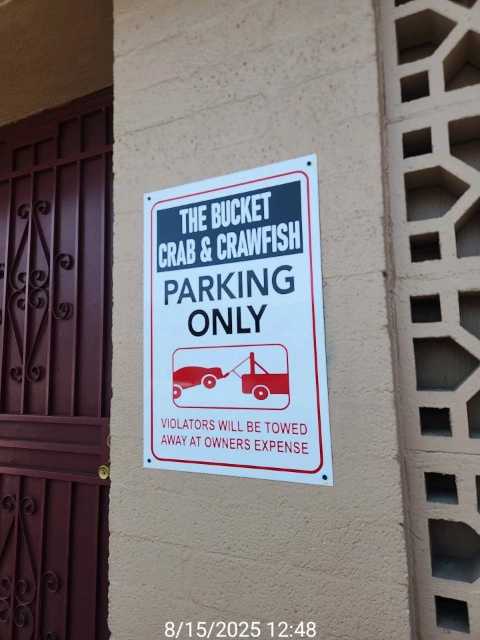 THE BUCKET
CRAB & CRAWFISH
PARKING
ONLY
VIOLATORS WILL BE TOWED
AWAY AT OWNERS EXPENSE
8/15/2025 12:48